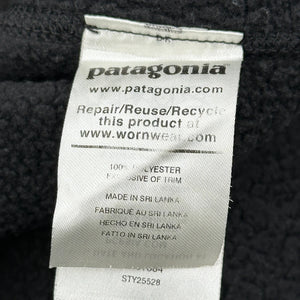 patagonia
www.patagonia.com
Repair/Reuse/Recycle
this product at
www.wornwear.com
100% POLYESTER
EXCLUSIVE OF TRIM
MADE IN SRI LANKA
FABRIQUÉ AU SRI LANKA
HECHO EN SRI LANKA
FATTO IN SRI LANKA
STY25528